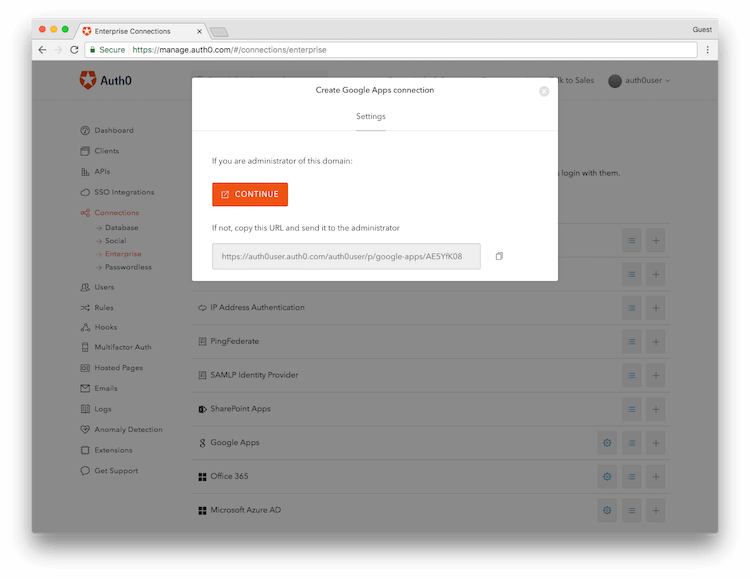 Enterprise Connections
Guest
Secure
https://manage.auth0.com/#/connections/enterprise
Auth0
lk to Sales
auth0user
Create Google Apps connection
Settings
If you are administrator of this domain:
CONTINUE
If not, copy this URL and send it to the administrator
https://auth0user.auth0.com/auth0user/p/google-apps/AE5YfK08
login with them.
Dashboard
Clients
APIs
SSO Integrations
Connections
Database
Social
Enterprise
Passwordless
Users
Rules
Hooks
Multifactor Auth
Hosted Pages
Emails
Logs
Anomaly Detection
Extensions
Get Support
IP Address Authentication
PingFederate
SAMLP Identity Provider
SharePoint Apps
Google Apps
Office 365
Microsoft Azure AD